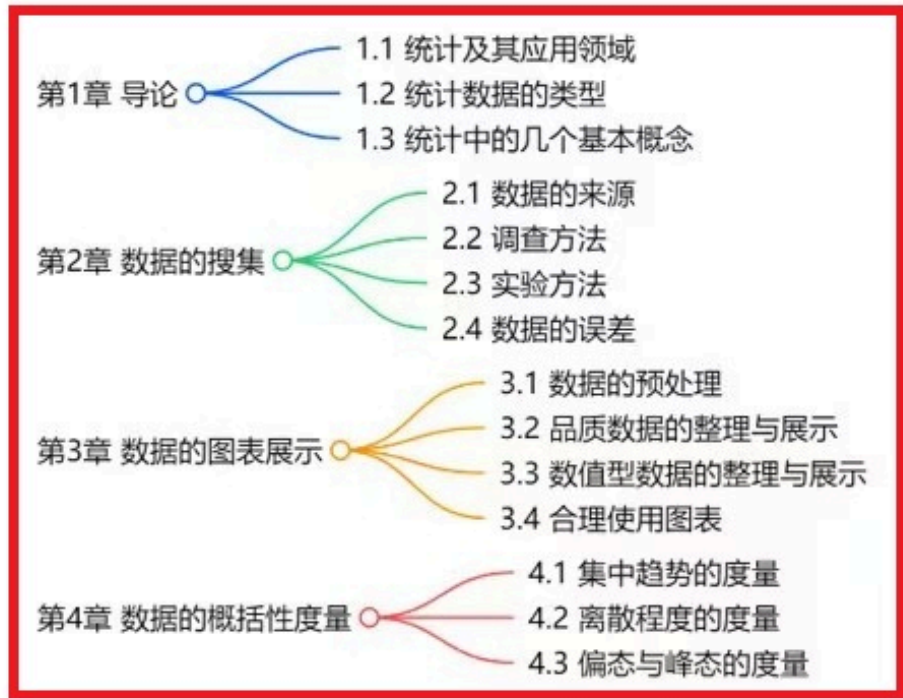 第1章 导论
1.1 统计及其应用领域
1.2 统计数据的类型
1.3 统计中的几个基本概念
第2章 数据的搜集
2.1 数据的来源
2.2 调查方法
2.3 实验方法
2.4 数据的误差
第3章 数据的图表展示
3.1 数据的预处理
3.2 品质数据的整理与展示
3.3 数值型数据的整理与展示
3.4 合理使用图表
第4章 数据的概括性度量
4.1 集中趋势的度量
4.2 离散程度的度量
4.3 偏态与峰态的度量